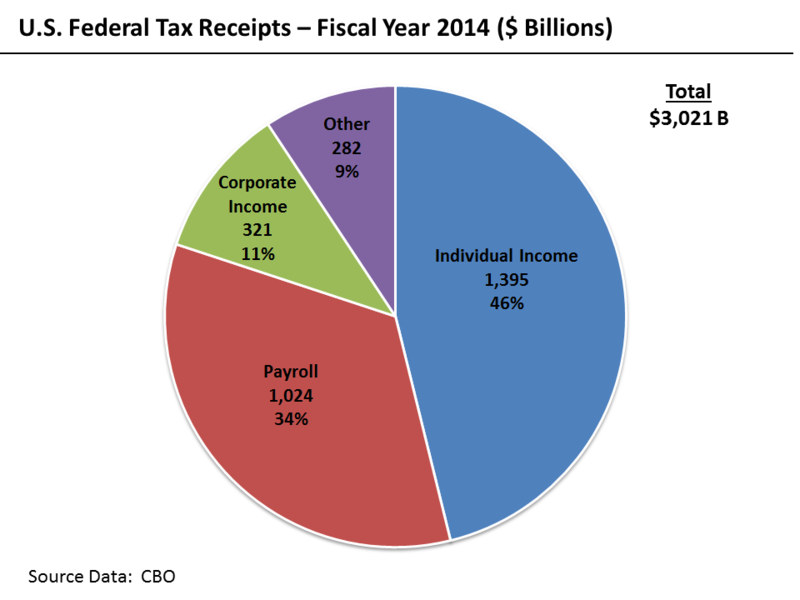 U.S. Federal Tax Receipts – Fiscal Year 2014 ($ Billions)
Total
$3,021 B
Other
282
9%
Corporate
Income
321
11%
Individual Income
1,395
46%
Payroll
1,024
34%
Source Data: CBO